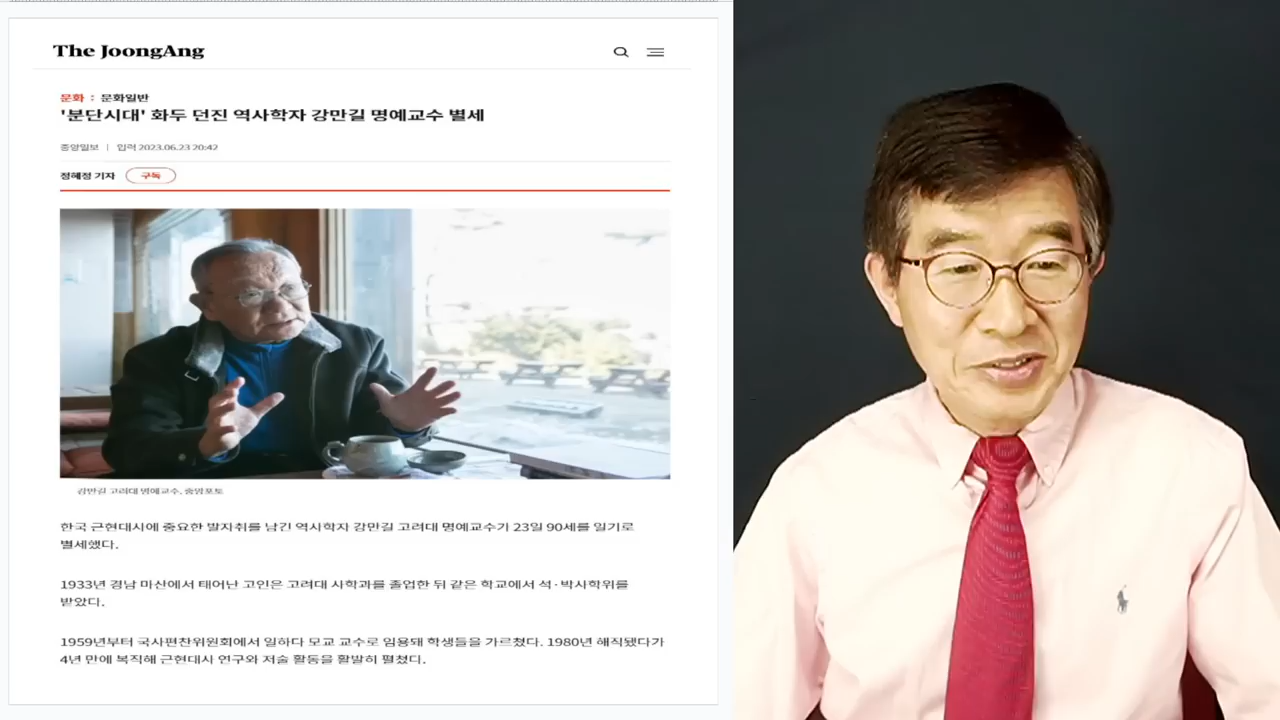 The JoongAng
문화 : 문화일반
'분단시대' 화두 던진 역사학자 강만길 명예교수 별세
중앙일보 | 입력 2023.06.23 20:42
정혜정 기자 구독
강만길 고려대 명예교수. 중앙포토
한국 근현대사에 중요한 발자취를 남긴 역사학자 강만길 고려대 명예교수가 23일 90세를 일기로
별세했다.
1933년 경남 마산에서 태어난 고인은 고려대 사학과를 졸업한 뒤 같은 학교에서 석·박사학위를
받았다.
1959년부터 국사편찬위원회에서 일하다 모교 교수로 임용돼 학생들을 가르쳤다. 1980년 해직됐다가
4년 만에 복직해 근현대사 연구와 저술 활동을 활발히 펼쳤다.